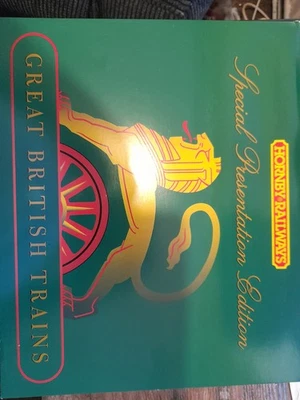 HORNBY RAILWAYS
Special Presentation Edition
GREAT BRITISH TRAINS